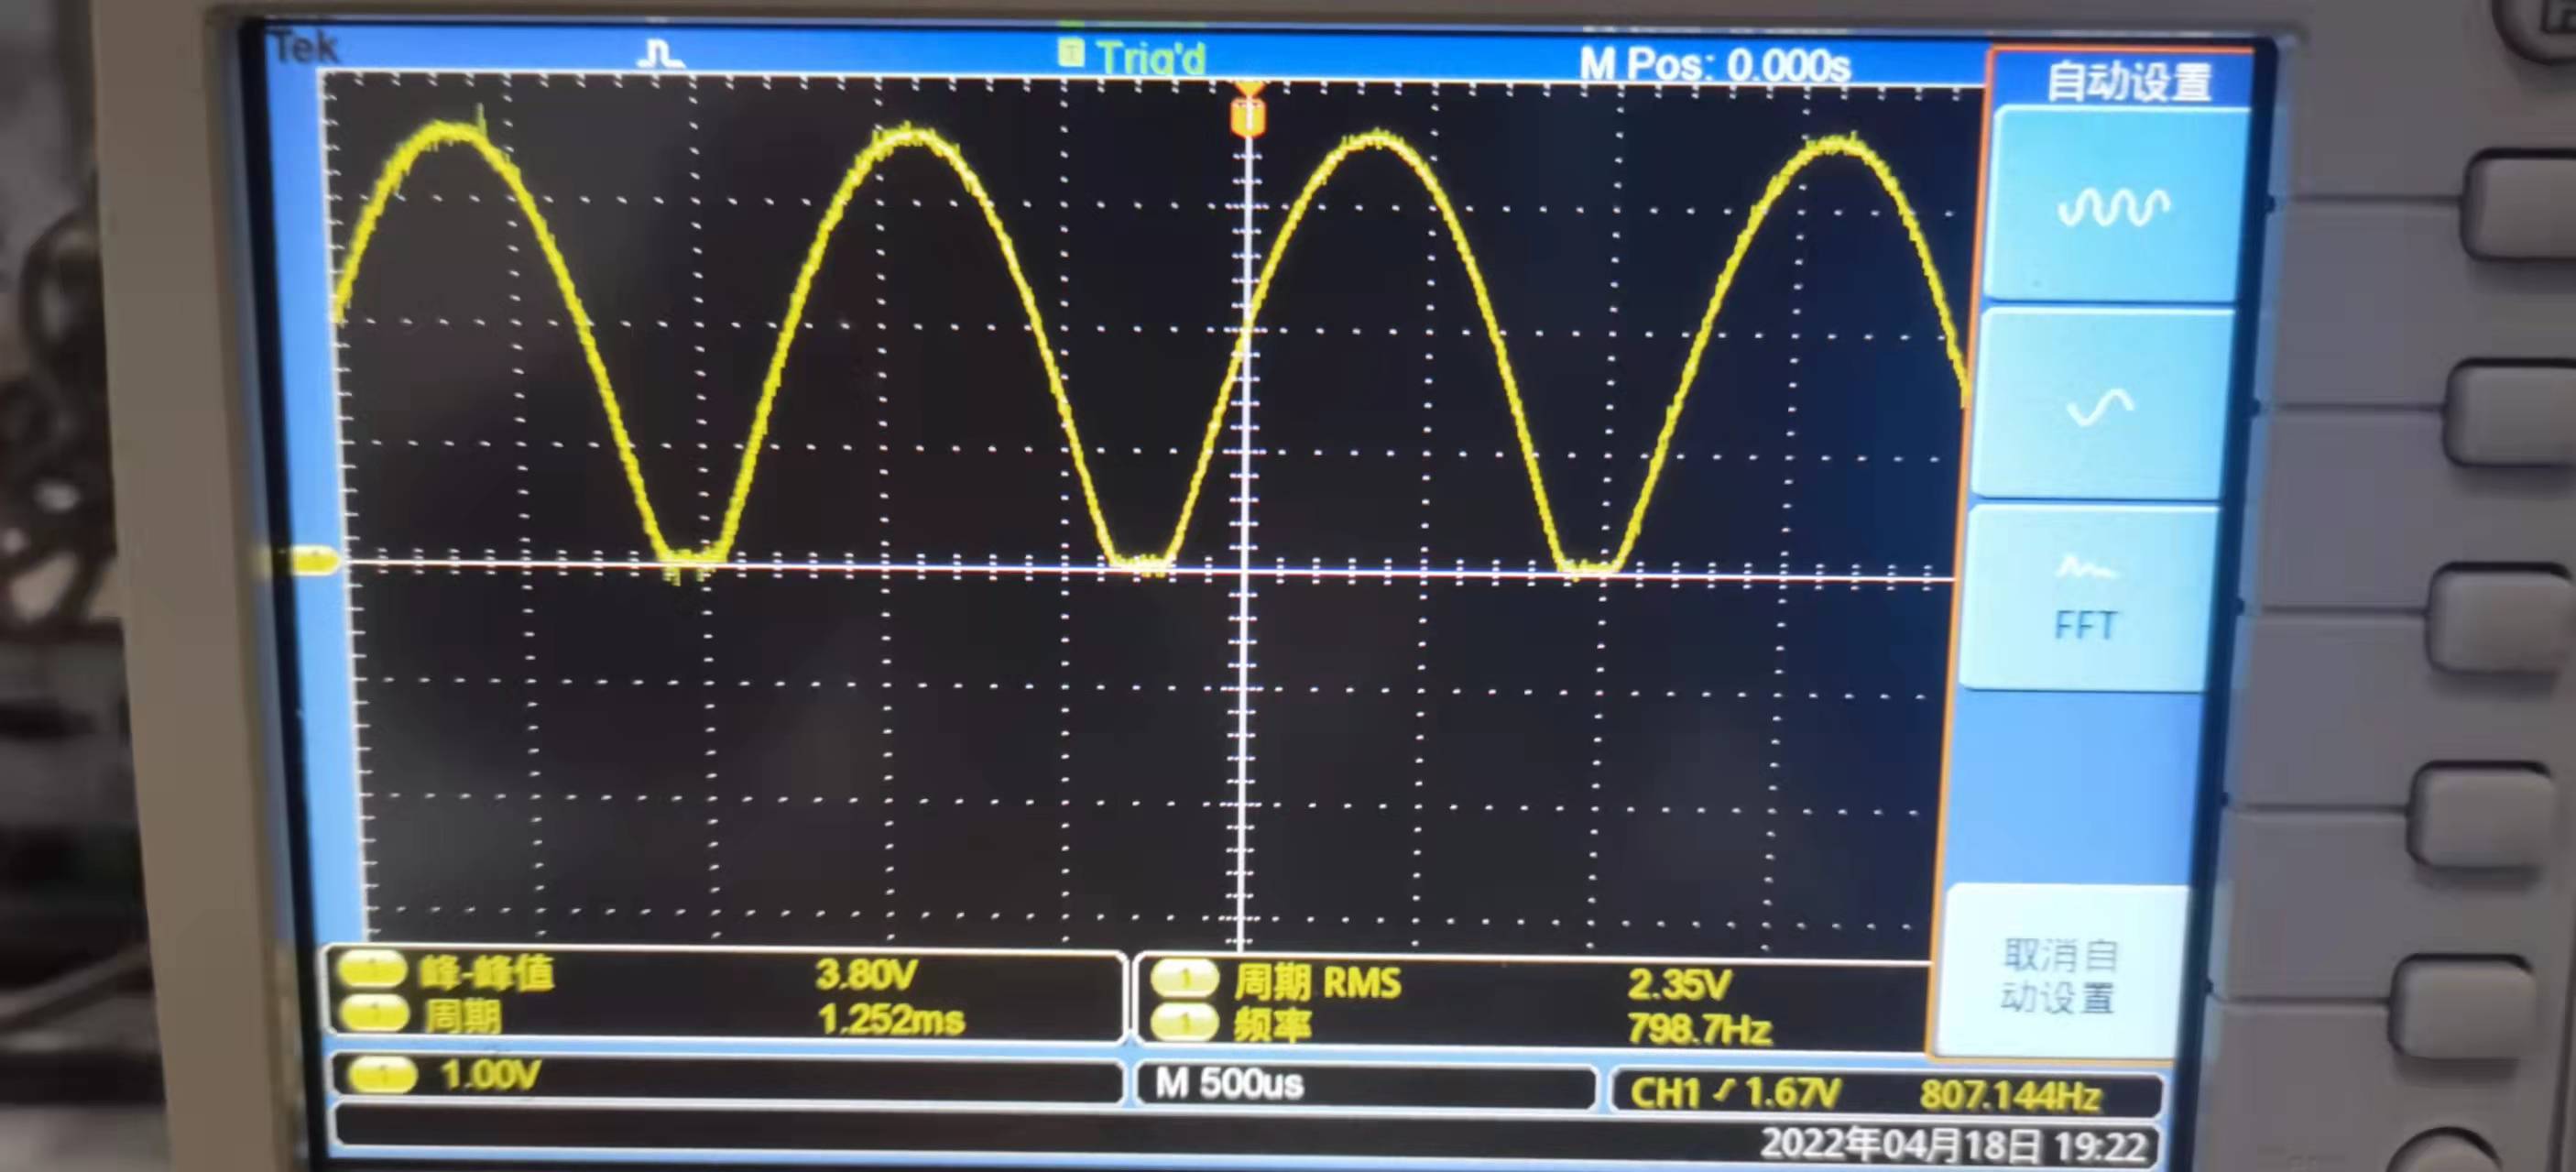 Tek Trig'd M Pos: 0.000s
自动设置
FFT
取消自
动设置
1 峰-峰值 3.80V
1 周期 1.252ms
1 周期 RMS 2.35V
1 频率 798.7Hz
1 1.00V
M 500us
CH1 1.67V 807.144Hz
2022年04月18日 19:22